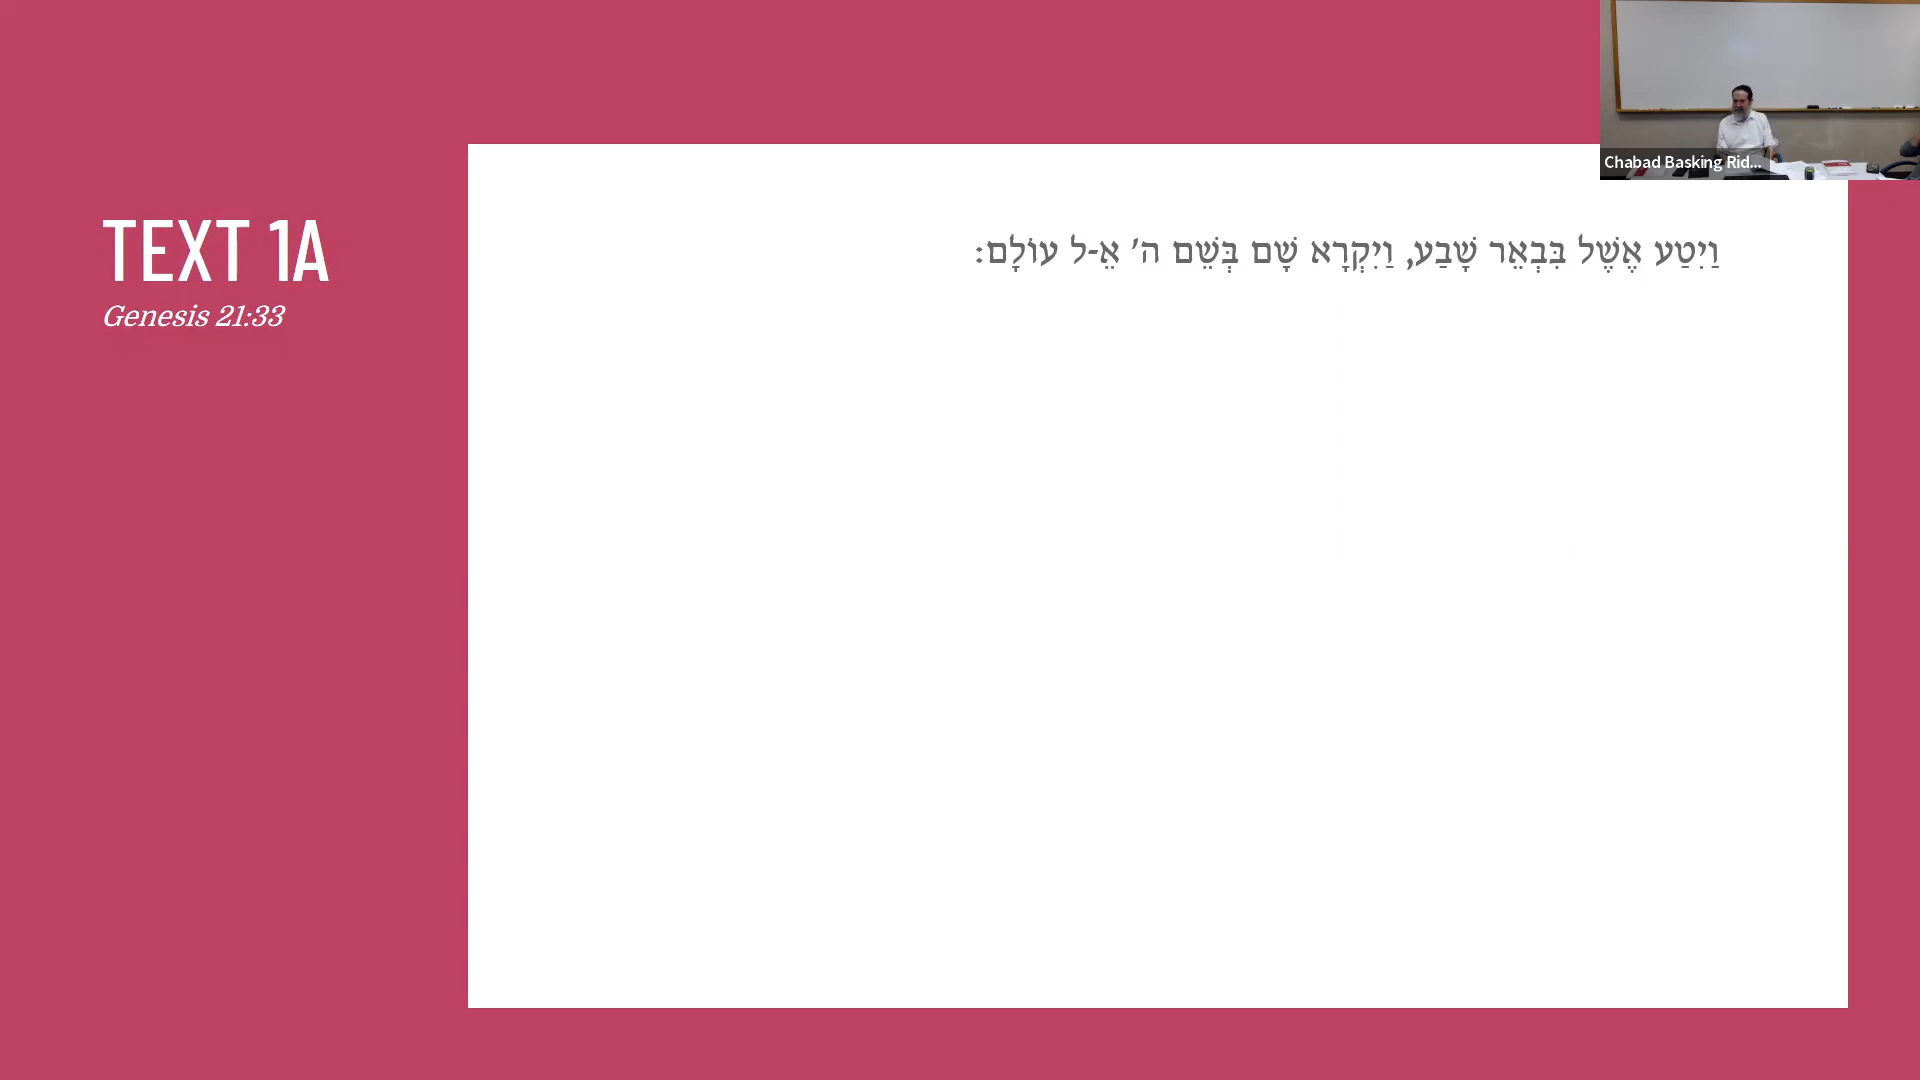 Chabad Basking Rid...
TEXT 1A
Genesis 21:33
וַיִטַע אֶשֶׁל בִּבְאֵר שָׁבַע, וַיִקְרָא שָׁם בְּשֵׁם ה' אֵ-ל עוֹלָם: